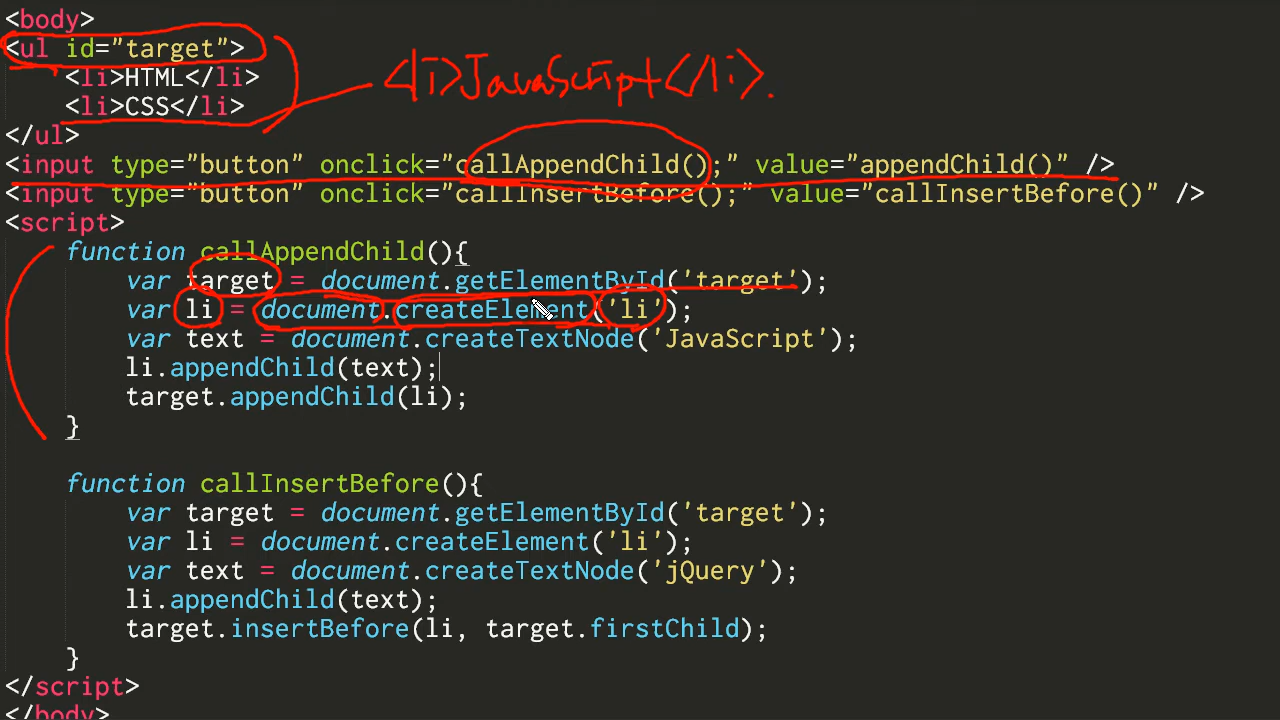 <body>
<ul id="target">
    <li>HTML</li>
    <li>CSS</li>
</ul>
<li>JavaScript</li>.
<input type="button" onclick="callAppendChild();" value="appendChild()" />
<input type="button" onclick="callInsertBefore();" value="callInsertBefore()" />
<script>
    function callAppendChild(){
        var target = document.getElementById('target');
        var li = document.createElement('li');
        var text = document.createTextNode('JavaScript');
        li.appendChild(text);
        target.appendChild(li);
    }
    function callInsertBefore(){
        var target = document.getElementById('target');
        var li = document.createElement('li');
        var text = document.createTextNode('jQuery');
        li.appendChild(text);
        target.insertBefore(li, target.firstChild);
    }
</script>
</body>